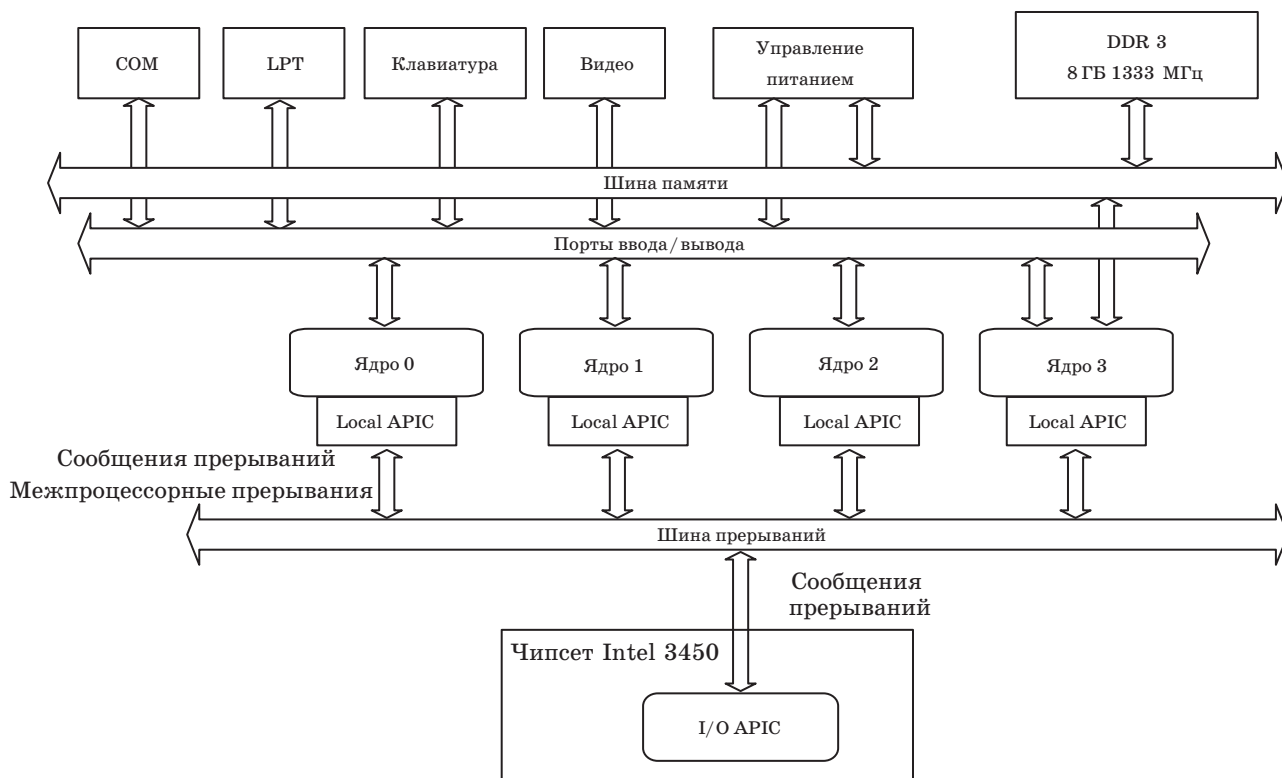 COM
LPT
Клавиатура
Видео
Управление
питанием
DDR 3
8 ГБ 1333 МГц
Шина памяти
Порты ввода/вывода
Ядро 0
Ядро 1
Ядро 2
Ядро 3
Local APIC
Local APIC
Local APIC
Local APIC
Сообщения прерываний
Межпроцессорные прерывания
Шина прерываний
Сообщения
прерываний
Чипсет Intel 3450
I/O APIC